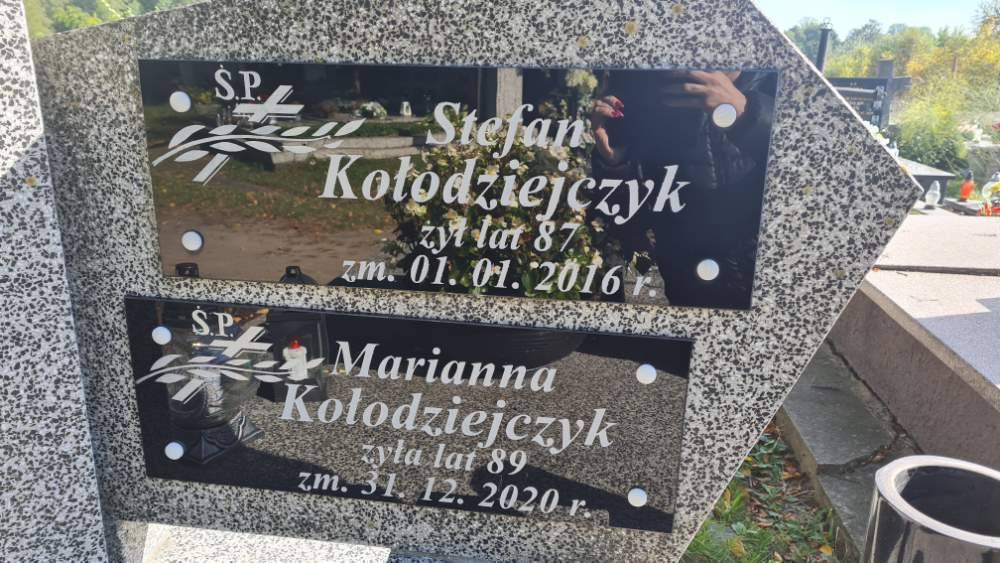 Ś.P.
Stefan
Kołodziejczyk
żył lat 87
zm. 01. 01. 2016 r.
Ś.P.
Marianna
Kołodziejczyk
żyła lat 89
zm. 31. 12. 2020 r.